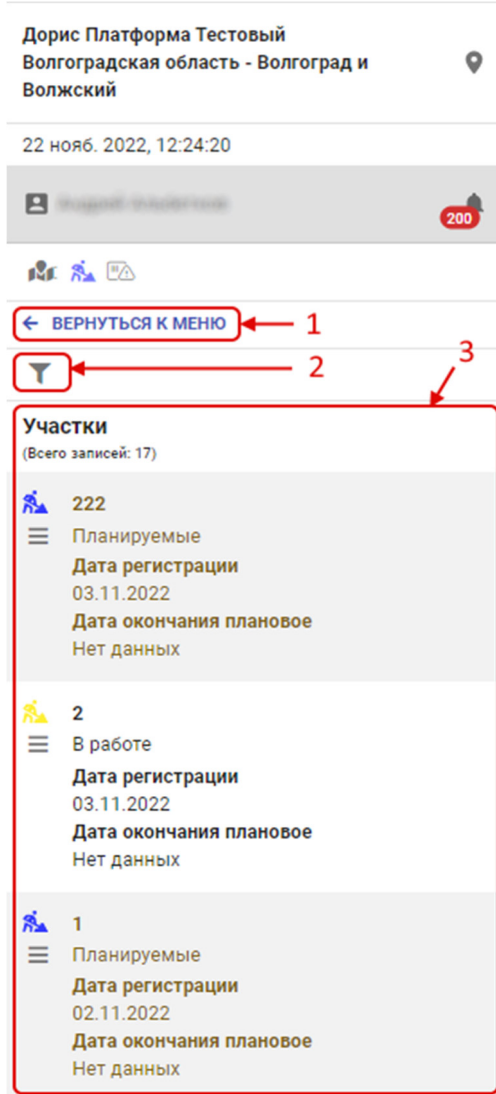 Дорис Платформа Тестовый
Волгоградская область - Волгоград и
Волжский
22 нояб. 2022, 12:24:20
200
← ВЕРНУТЬСЯ К МЕНЮ 1
2
3
Участки
(Всего записей: 17)
222
Планируемые
Дата регистрации
03.11.2022
Дата окончания плановое
Нет данных
2
В работе
Дата регистрации
03.11.2022
Дата окончания плановое
Нет данных
1
Планируемые
Дата регистрации
02.11.2022
Дата окончания плановое
Нет данных